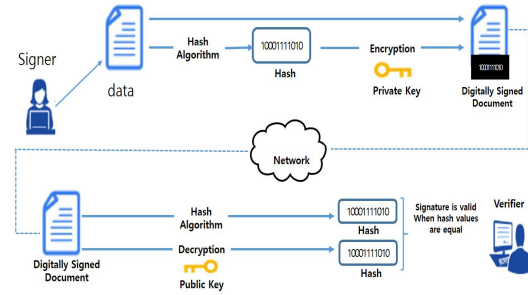 Signer
data
Hash
Algorithm
10001111010
Hash
Encryption
Private Key
10001111010
Digitally Signed
Document
Network
Digitally Signed
Document
Hash
Algorithm
Decryption
Public Key
10001111010
Hash
10001111010
Hash
Signature is valid
When hash values
are equal
Verifier